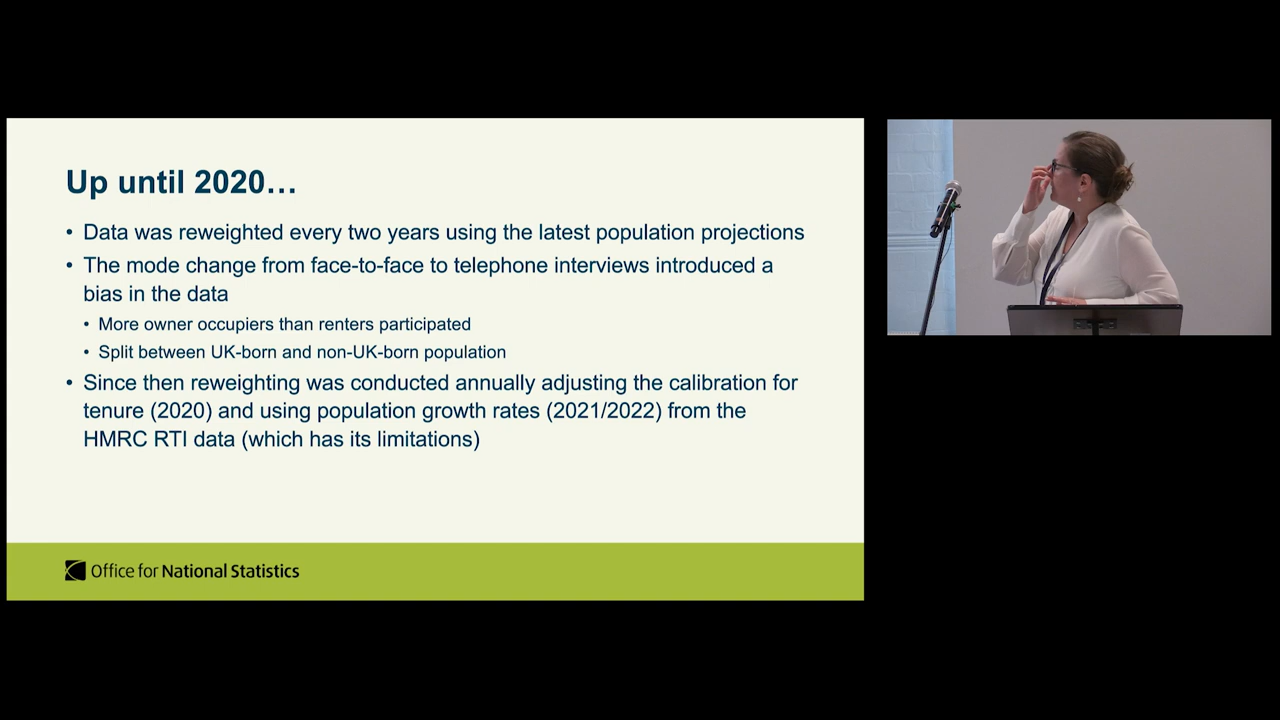 Up until 2020…
• Data was reweighted every two years using the latest population projections
• The mode change from face-to-face to telephone interviews introduced a
bias in the data
• More owner occupiers than renters participated
• Split between UK-born and non-UK-born population
• Since then reweighting was conducted annually adjusting the calibration for
tenure (2020) and using population growth rates (2021/2022) from the
HMRC RTI data (which has its limitations)
Office for National Statistics